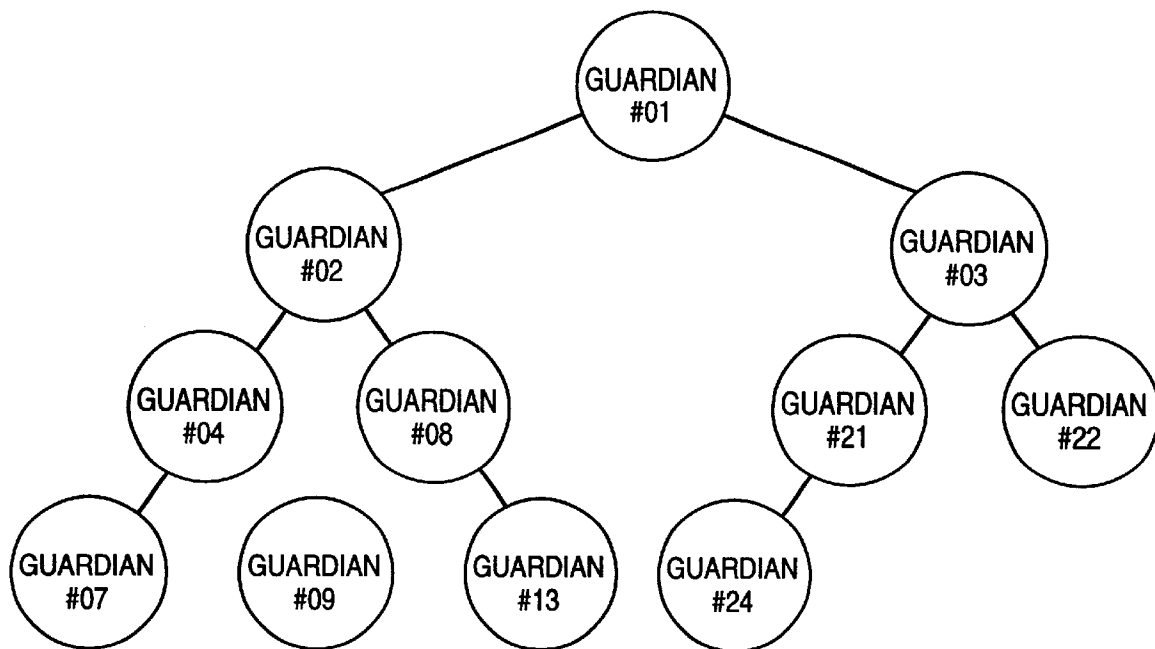 GUARDIAN
#01
GUARDIAN
#02
GUARDIAN
#03
GUARDIAN
#04
GUARDIAN
#08
GUARDIAN
#21
GUARDIAN
#22
GUARDIAN
#07
GUARDIAN
#09
GUARDIAN
#13
GUARDIAN
#24